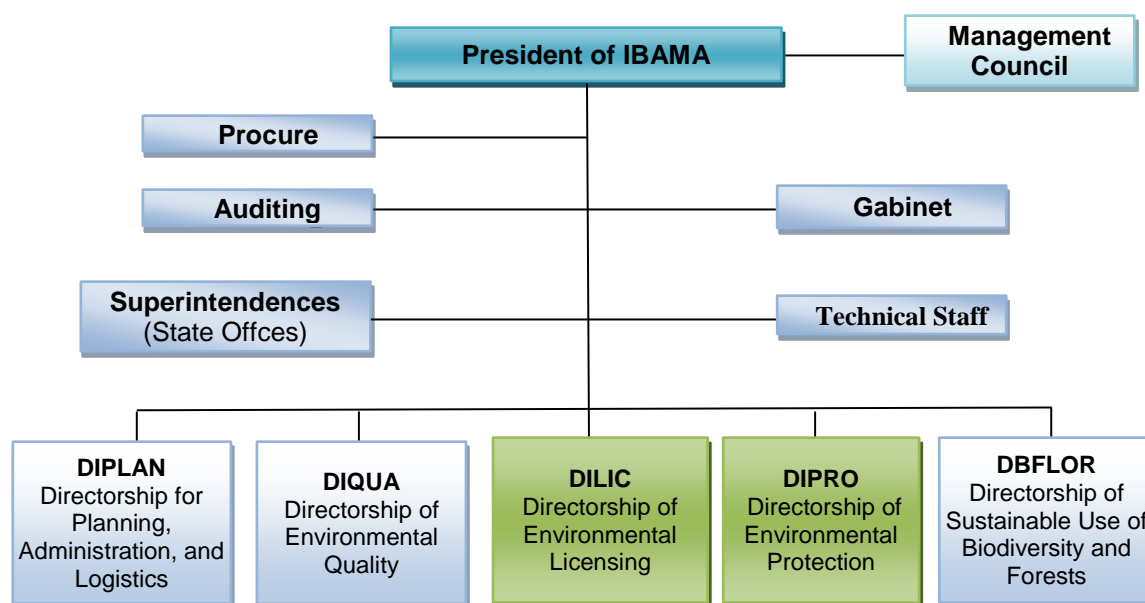 President of IBAMA
Management
Council
Procure
Auditing
Gabinet
Superintendences
(State Offces)
Technical Staff
DIPLAN
Directorship for
Planning,
Administration, and
Logistics
DIQUA
Directorship of
Environmental
Quality
DILIC
Directorship of
Environmental
Licensing
DIPRO
Directorship of
Environmental
Protection
DBFLOR
Directorship of
Sustainable Use of
Biodiversity and
Forests